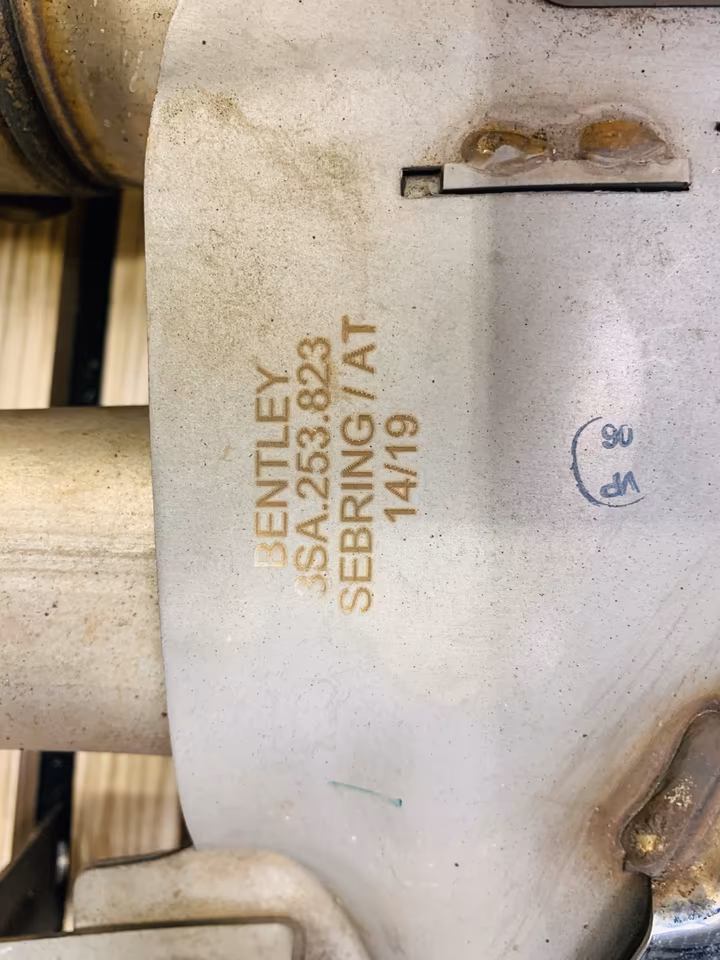 BENTLEY
3SA.253.823
SEBRING / AT
14/19
VP
06